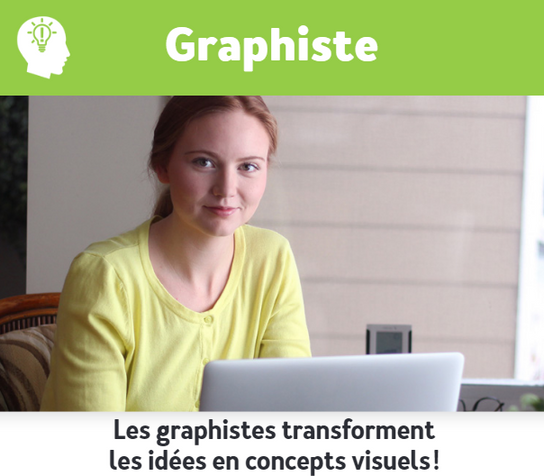 Graphiste
Les graphistes transforment
les idées en concepts visuels!